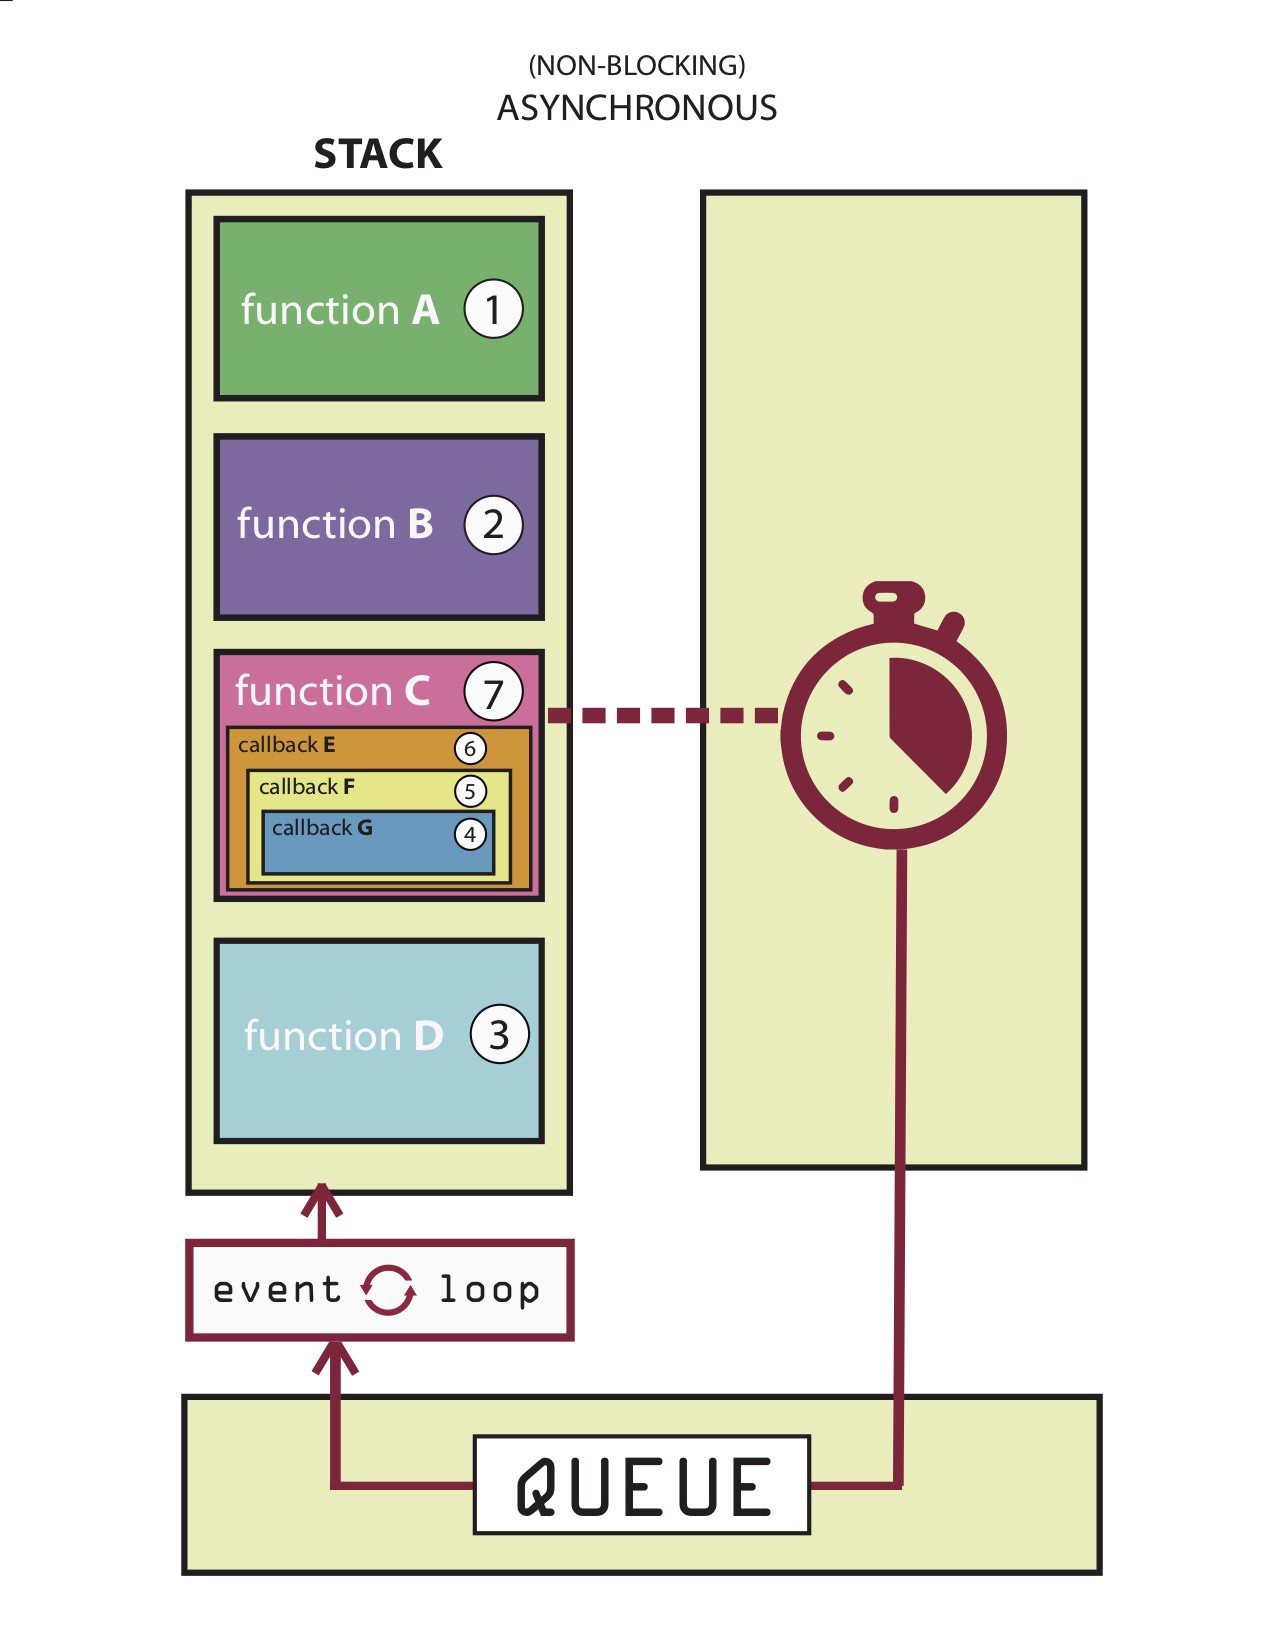 (NON-BLOCKING)
ASYNCHRONOUS
STACK
function A 1
function B 2
function C 7
callback E 6
callback F 5
callback G 4
function D 3
event loop
QUEUE